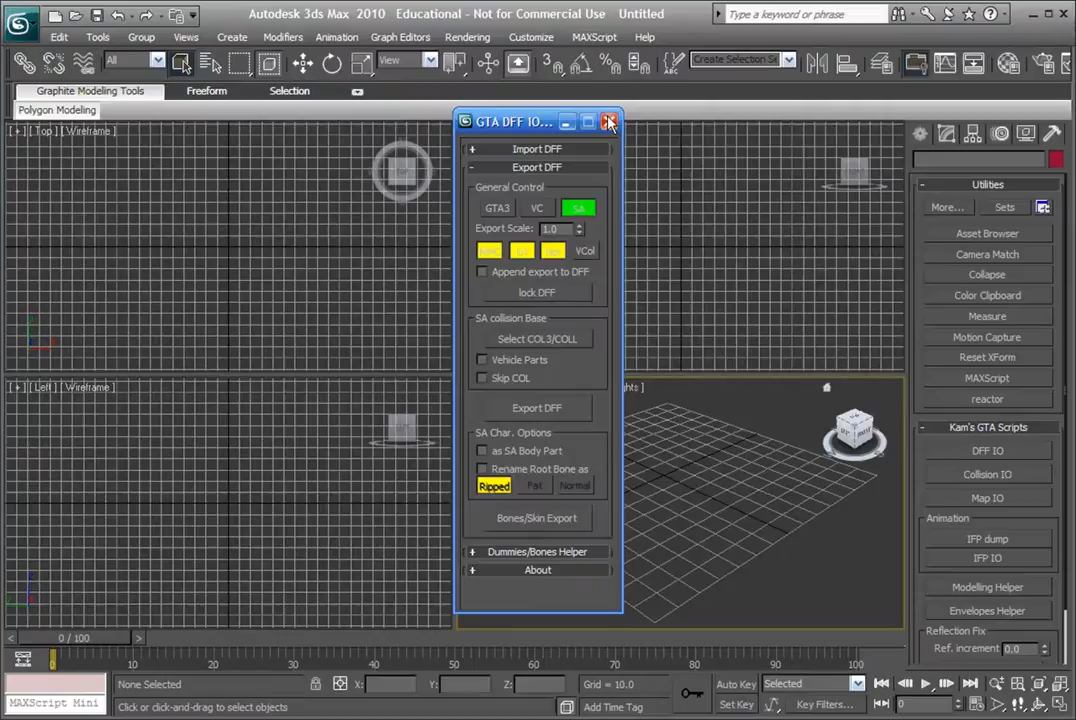 Autodesk 3ds Max 2010 Educational - Not for Commercial Use Untitled
Type a keyword or phrase
Edit Tools Group Views Create Modifiers Animation Graph Editors Rendering Customize MAXScript Help
All View Create Selection Se
Graphite Modeling Tools Freeform Selection
Polygon Modeling
[ + ] [ Top ] [ Wireframe ]
[ + ] [ Left ] [ Wireframe ]
GTA DFF IO...
+ Import DFF
- Export DFF
General Control
GTA3 VC SA
Export Scale: 1.0
VCol
Append export to DFF
lock DFF
SA collision Base
Select COL3/COLL
Vehicle Parts
Skip COL
Export DFF
SA Char. Options
as SA Body Part
Rename Root Bone as
Ripped Fat Normal
Bones/Skin Export
+ Dummies/Bones Helper
+ About
- Utilities
More... Sets
Asset Browser
Camera Match
Collapse
Color Clipboard
Measure
Motion Capture
Reset XForm
MAXScript
reactor
- Kam's GTA Scripts
DFF IO
Collision IO
Map IO
Animation
IFP dump
IFP IO
Modelling Helper
Envelopes Helper
Reflection Fix
Ref. increment 0.0
< 0 / 100 >
0 10 20 30 40 50 60 70 80 90 100
None Selected X: Y: Z: Grid = 10.0 Auto Key Selected
MAXScript Mini Click or click-and-drag to select objects Add Time Tag Set Key Key Filters... 0